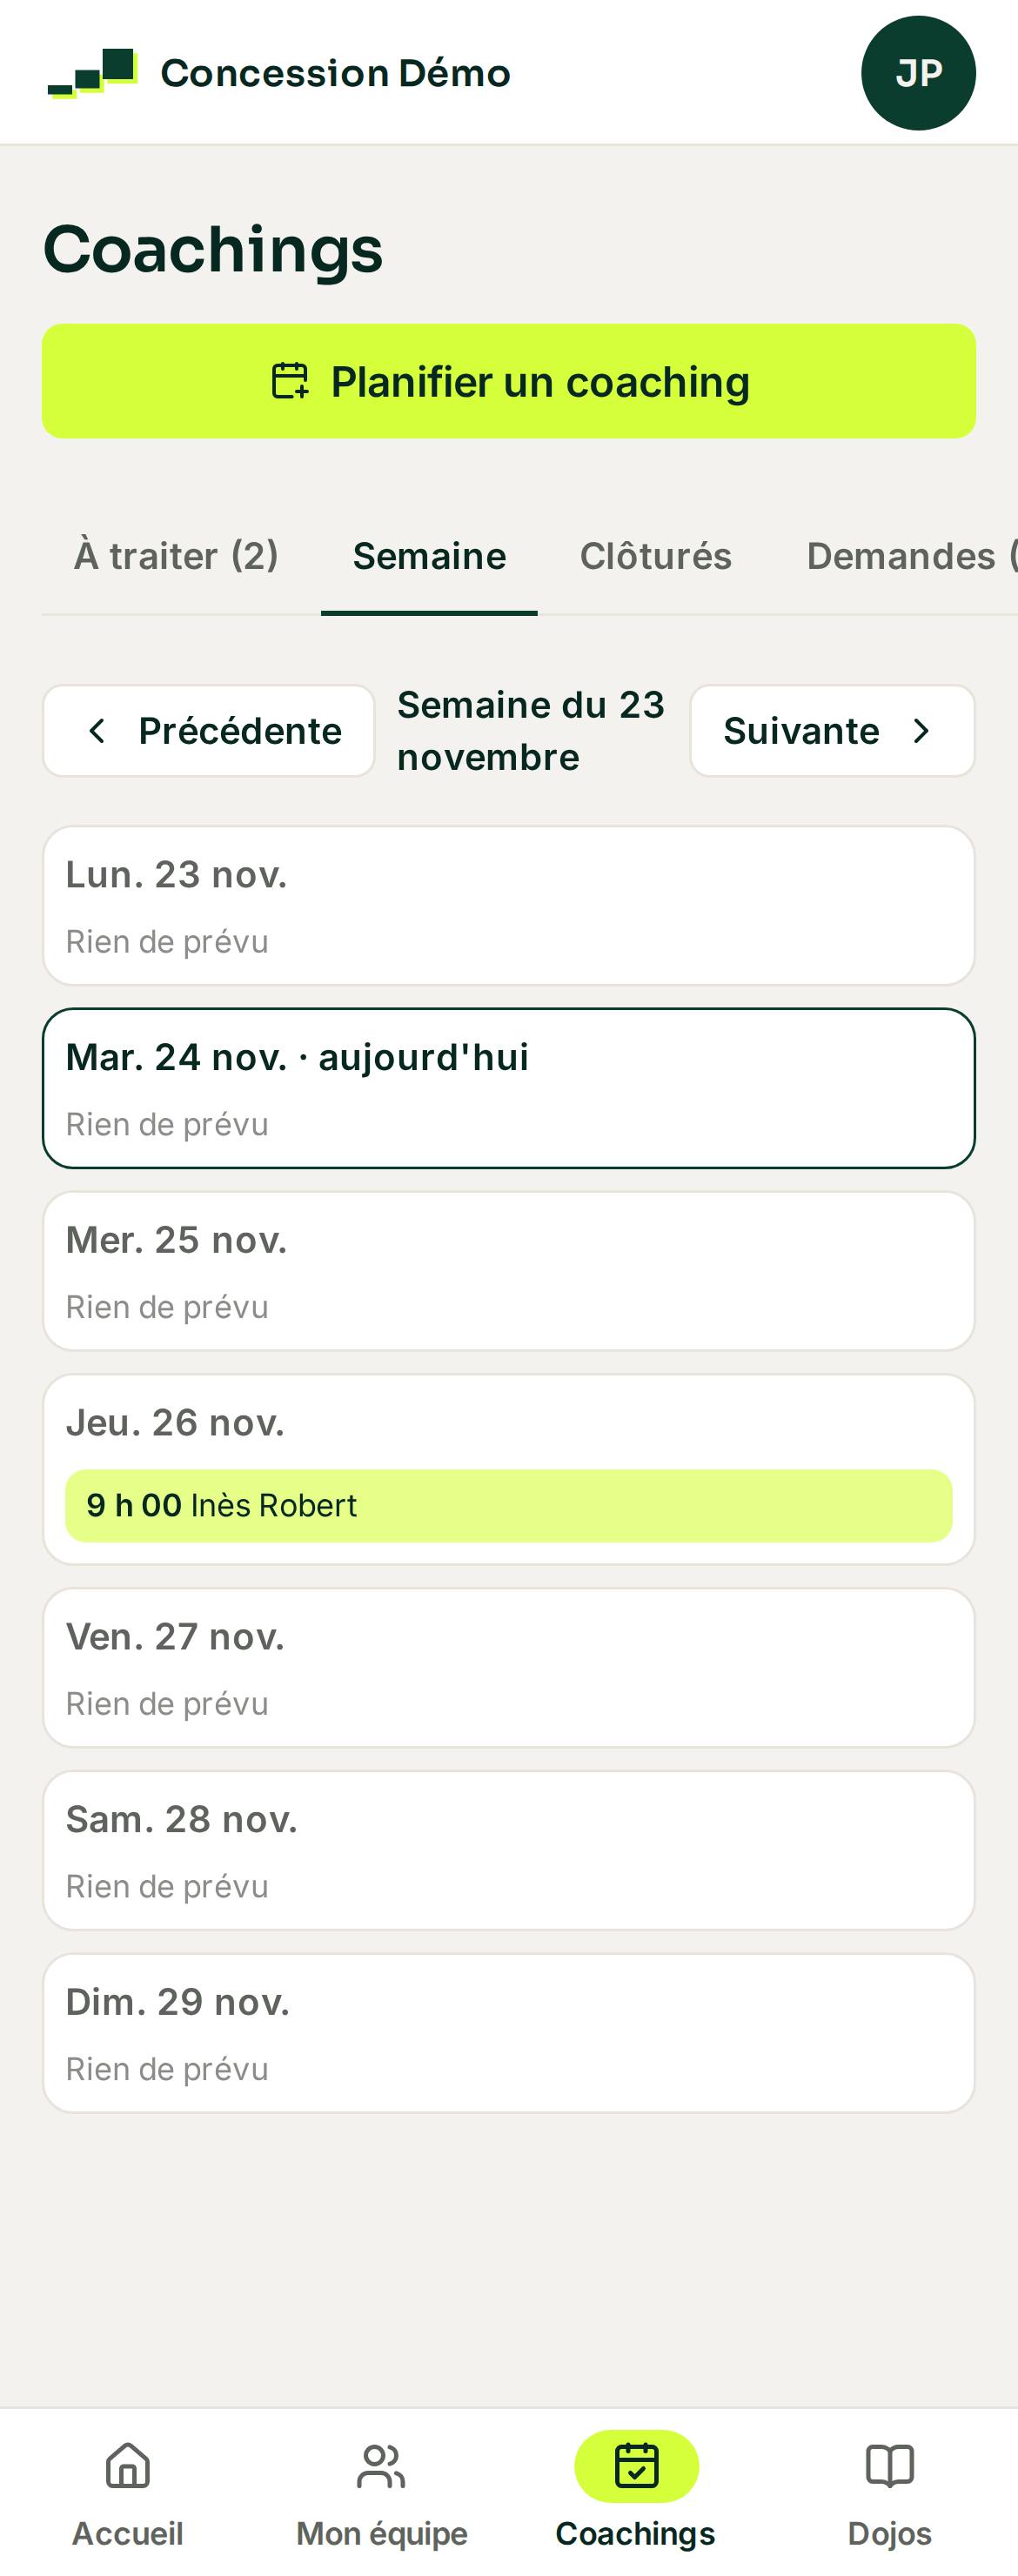 Concession Démo
JP
Coachings
Planifier un coaching
À traiter (2)
Semaine
Clôturés
Demandes (
Précédente
Semaine du 23
novembre
Suivante
Lun. 23 nov.
Rien de prévu
Mar. 24 nov. · aujourd'hui
Rien de prévu
Mer. 25 nov.
Rien de prévu
Jeu. 26 nov.
9 h 00 Inès Robert
Ven. 27 nov.
Rien de prévu
Sam. 28 nov.
Rien de prévu
Dim. 29 nov.
Rien de prévu
Accueil
Mon équipe
Coachings
Dojos